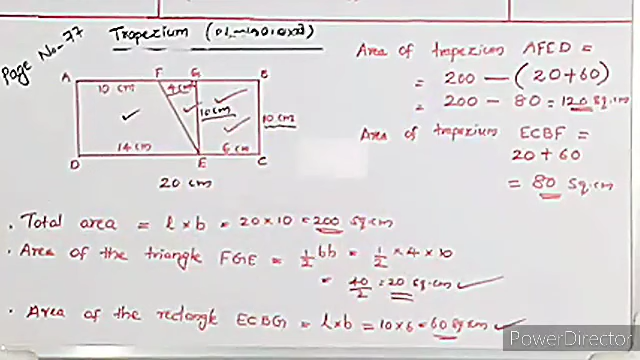 Page No-77
Trapezium
Area of trapezium AFED =
= 200 — (20+60)
= 200 - 80 = 120 sq.cm
A F G B
10 cm 4 cm
10 cm
10 cm
14 cm 6 cm
D E C
20 cm
Area of trapezium ECBF =
20 + 60
= 80 sq.cm
. Total area = l × b = 20 × 10 = 200 sq.cm
. Area of the triangle FGE = 1/2 bh = 1/2 × 4 × 10
= 40/2 = 20 sq.cm
. Area of the rectangle ECBG = l × b = 10 × 6 = 60 sq.cm
PowerDirector